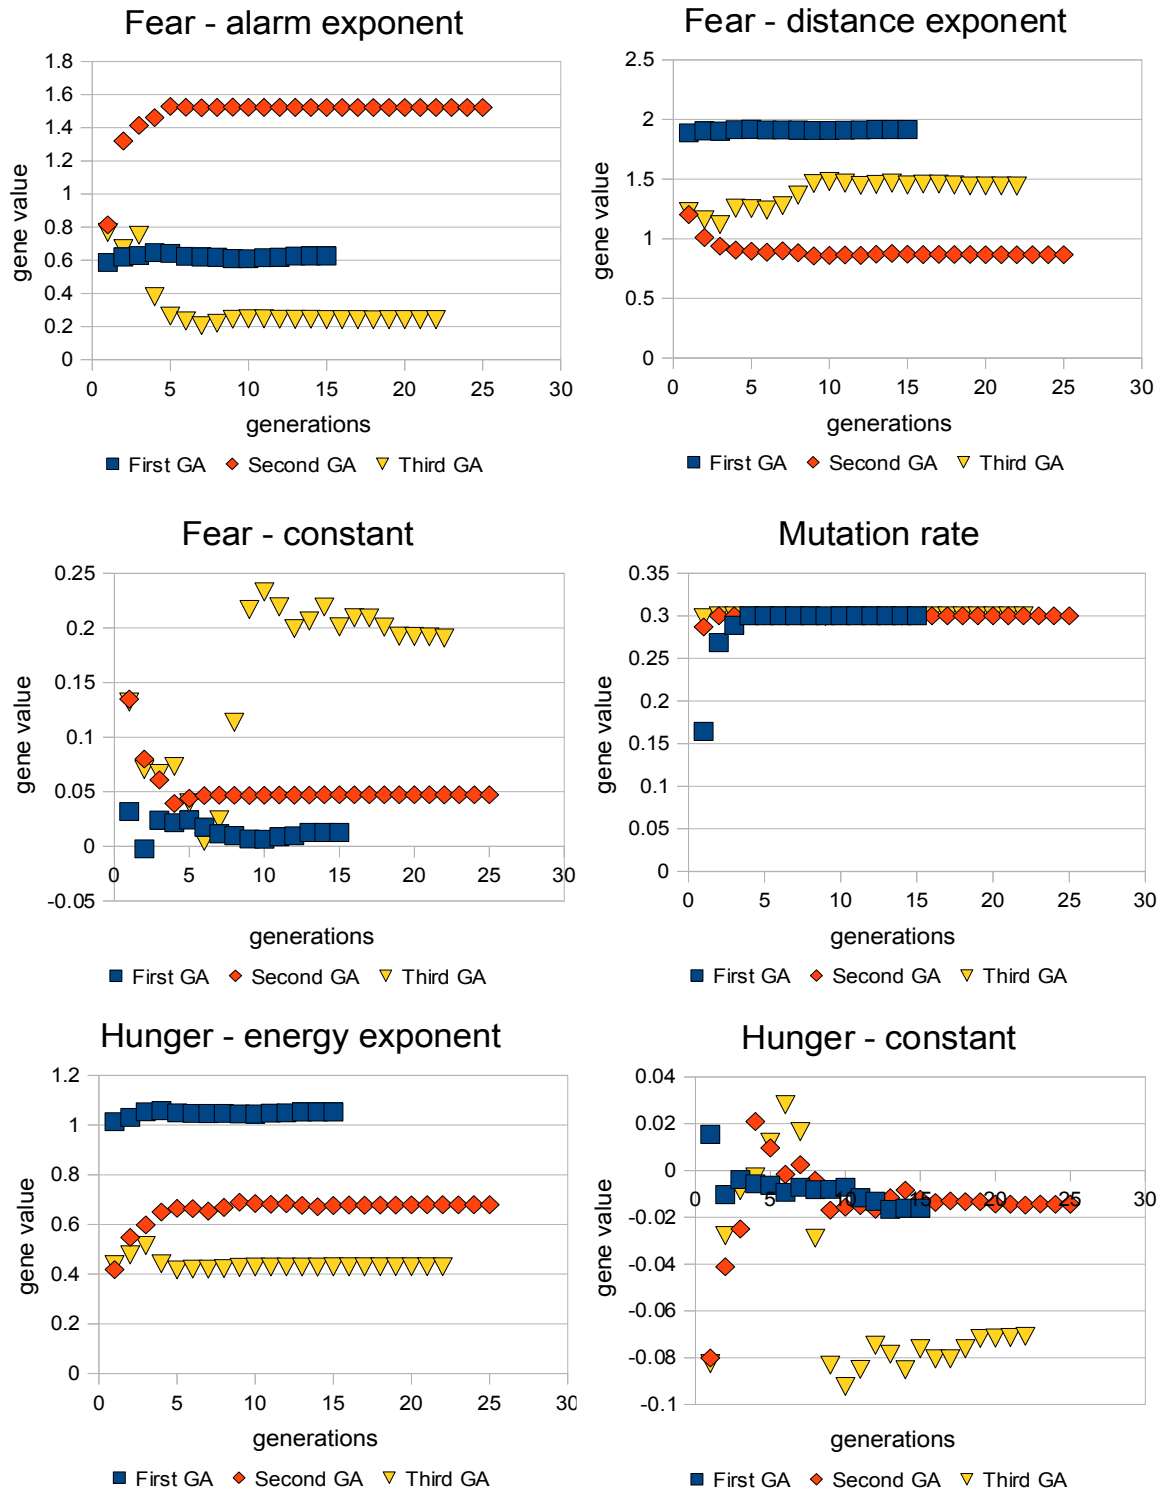 Fear - alarm exponent
1.8
1.6
1.4
1.2
1
0.8
0.6
0.4
0.2
0
gene value
0 5 10 15 20 25 30
generations
First GA Second GA Third GA
Fear - distance exponent
2.5
2
1.5
1
0.5
0
gene value
0 5 10 15 20 25 30
generations
First GA Second GA Third GA
Fear - constant
0.25
0.2
0.15
0.1
0.05
0
-0.05
gene value
0 5 10 15 20 25 30
generations
First GA Second GA Third GA
Mutation rate
0.35
0.3
0.25
0.2
0.15
0.1
0.05
0
gene value
0 5 10 15 20 25 30
generations
First GA Second GA Third GA
Hunger - energy exponent
1.2
1
0.8
0.6
0.4
0.2
0
gene value
0 5 10 15 20 25 30
generations
First GA Second GA Third GA
Hunger - constant
0.04
0.02
0
-0.02
-0.04
-0.06
-0.08
-0.1
gene value
0 5 10 15 20 25 30
generations
First GA Second GA Third GA